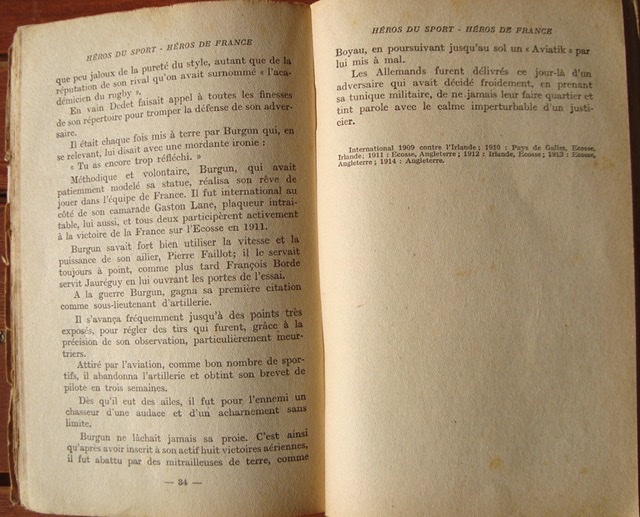 HÉROS DU SPORT - HÉROS DE FRANCE
que peu jaloux de la pureté du style, autant que de la
réputation de son rival qu'on avait surnommé « l'aca-
démicien du rugby ».
En vain Dedet faisait appel à toutes les finesses
de son répertoire pour tromper la défense de son adver-
saire.
Il était chaque fois mis à terre par Burgun qui, en
se relevant, lui disait avec une mordante ironie :
« Tu as encore trop réfléchi. »
Méthodique et volontaire, Burgun, qui avait
patiemment modelé sa statue, réalisa son rêve de
jouer dans l'équipe de France. Il fut international au
côté de son camarade Gaston Lane, plaqueur intrai-
table, lui aussi, et tous deux participèrent activement
à la victoire de la France sur l'Ecosse en 1911.
Burgun savait fort bien utiliser la vitesse et la
puissance de son ailier, Pierre Faillot; il le servait
toujours à point, comme plus tard François Borde
servit Jauréguy en lui ouvrant les portes de l'essai.
A la guerre Burgun, gagna sa première citation
comme sous-lieutenant d'artillerie.
Il s'avança fréquemment jusqu'à des points très
exposés, pour régler des tirs qui furent, grâce à la
précision de son observation, particulièrement meur-
triers.
Attiré par l'aviation, comme bon nombre de spor-
tifs, il abandonna l'artillerie et obtint son brevet de
pilote en trois semaines.
Dès qu'il eut des ailes, il fut pour l'ennemi un
chasseur d'une audace et d'un acharnement sans
limite.
Burgun ne lâchait jamais sa proie. C'est ainsi
qu'après avoir inscrit à son actif huit victoires aériennes,
il fut abattu par des mitrailleuses de terre, comme
— 34 —
HÉROS DU SPORT - HÉROS DE FRANCE
Boyau, en poursuivant jusqu'au sol un « Aviatik » par
lui mis à mal.
Les Allemands furent délivrés ce jour-là d'un
adversaire qui avait décidé froidement, en prenant
sa tunique militaire, de ne jamais leur faire quartier et
tint parole avec le calme imperturbable d'un justi-
cier.
International 1909 contre l'Irlande; 1910 : Pays de Galles, Ecosse,
Irlande; 1911 : Ecosse, Angleterre; 1912 : Irlande, Ecosse; 1913 : Ecosse,
Angleterre; 1914 : Angleterre.